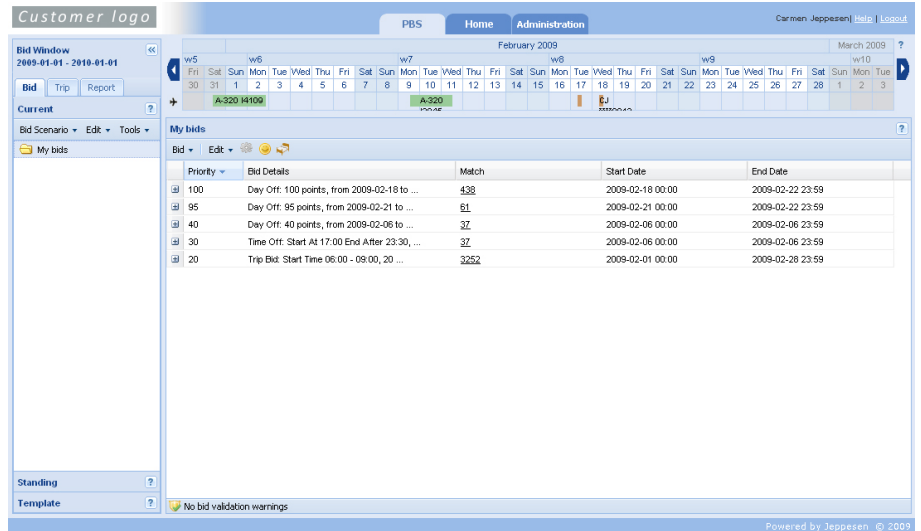 Customer logo
PBS Home Administration
Carmen Jeppesen| Help | Logout
Bid Window
2009-01-01 - 2010-01-01
Bid Trip Report
Current ?
Bid Scenario Edit Tools
My bids
Standing ?
Template ?
February 2009 March 2009 ?
w5 w6 w7 w8 w9 w10
Fri Sat Sun Mon Tue Wed Thu Fri Sat Sun Mon Tue Wed Thu Fri Sat Sun Mon Tue Wed Thu Fri Sat Sun Mon Tue Wed Thu Fri Sat Sun Mon Tue
30 31 1 2 3 4 5 6 7 8 9 10 11 12 13 14 15 16 17 18 19 20 21 22 23 24 25 26 27 28 1 2 3
A-320 I4109 A-320 CJ
My bids ?
Bid Edit
Priority Bid Details Match Start Date End Date
100 Day Off: 100 points, from 2009-02-18 to ... 438 2009-02-18 00:00 2009-02-22 23:59
95 Day Off: 95 points, from 2009-02-21 to ... 61 2009-02-21 00:00 2009-02-22 23:59
40 Day Off: 40 points, from 2009-02-06 to ... 37 2009-02-06 00:00 2009-02-06 23:59
30 Time Off: Start At 17:00 End After 23:30, ... 37 2009-02-06 00:00 2009-02-06 23:59
20 Trip Bid: Start Time 06:00 - 09:00, 20 ... 3252 2009-02-01 00:00 2009-02-28 23:59
No bid validation warnings
Powered by Jeppesen © 2009